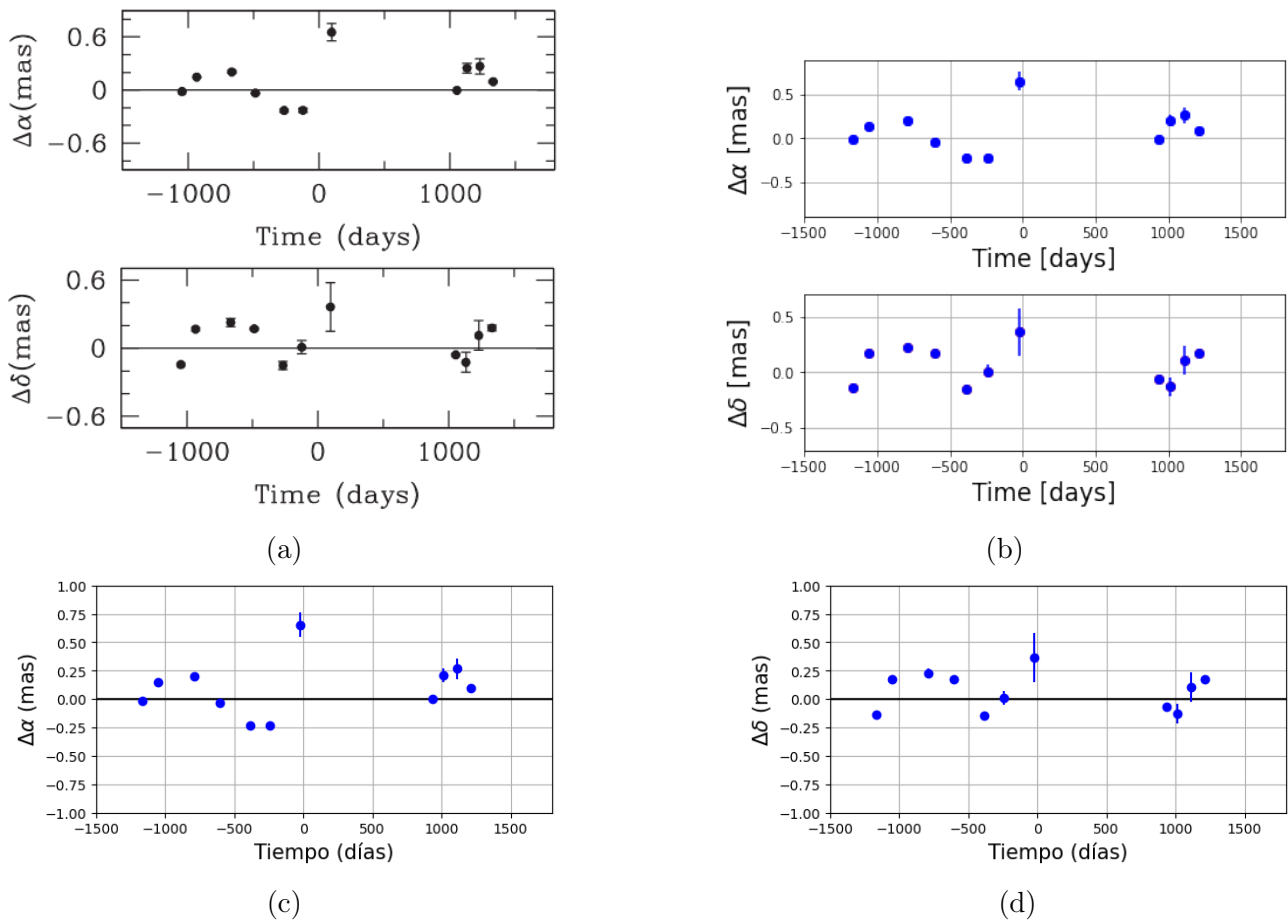 0.6
0
−0.6
Δα(mas)
−1000 0 1000
Time (days)
0.6
0
−0.6
Δδ(mas)
−1000 0 1000
Time (days)
(a)
0.5
0.0
−0.5
Δα [mas]
−1500 −1000 −500 0 500 1000 1500
Time [days]
0.5
0.0
−0.5
Δδ [mas]
−1500 −1000 −500 0 500 1000 1500
Time [days]
(b)
1.00
0.75
0.50
0.25
0.00
−0.25
−0.50
−0.75
−1.00
Δα (mas)
−1500 −1000 −500 0 500 1000 1500
Tiempo (días)
(c)
1.00
0.75
0.50
0.25
0.00
−0.25
−0.50
−0.75
−1.00
Δδ (mas)
−1500 −1000 −500 0 500 1000 1500
Tiempo (días)
(d)